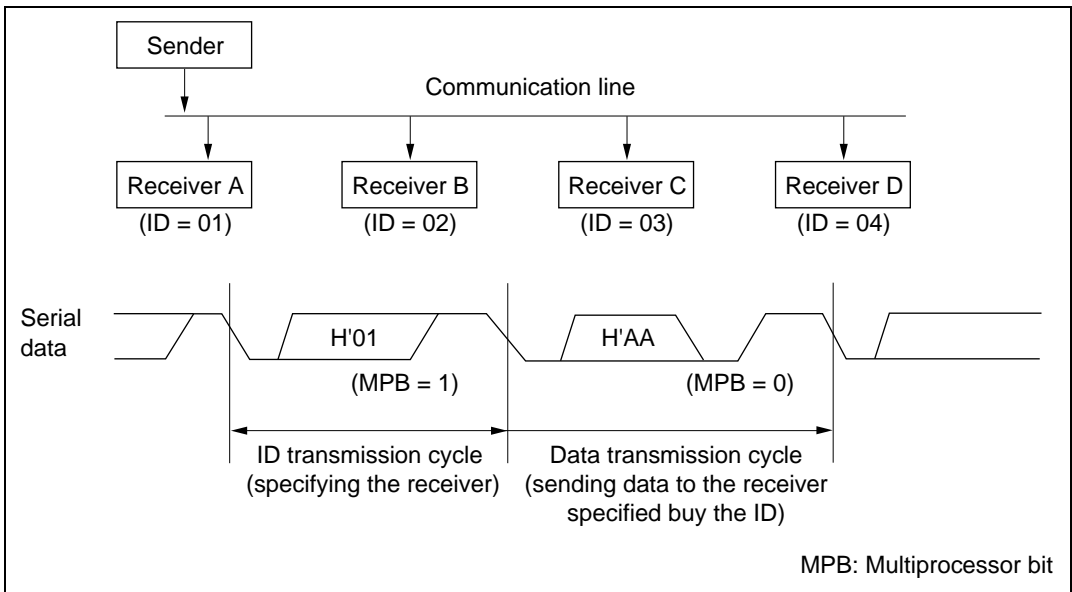 Sender
Communication line
Receiver A
Receiver B
Receiver C
Receiver D
(ID = 01)
(ID = 02)
(ID = 03)
(ID = 04)
Serial
data
H'01
H'AA
(MPB = 1)
(MPB = 0)
ID transmission cycle
(specifying the receiver)
Data transmission cycle
(sending data to the receiver
specified buy the ID)
MPB: Multiprocessor bit